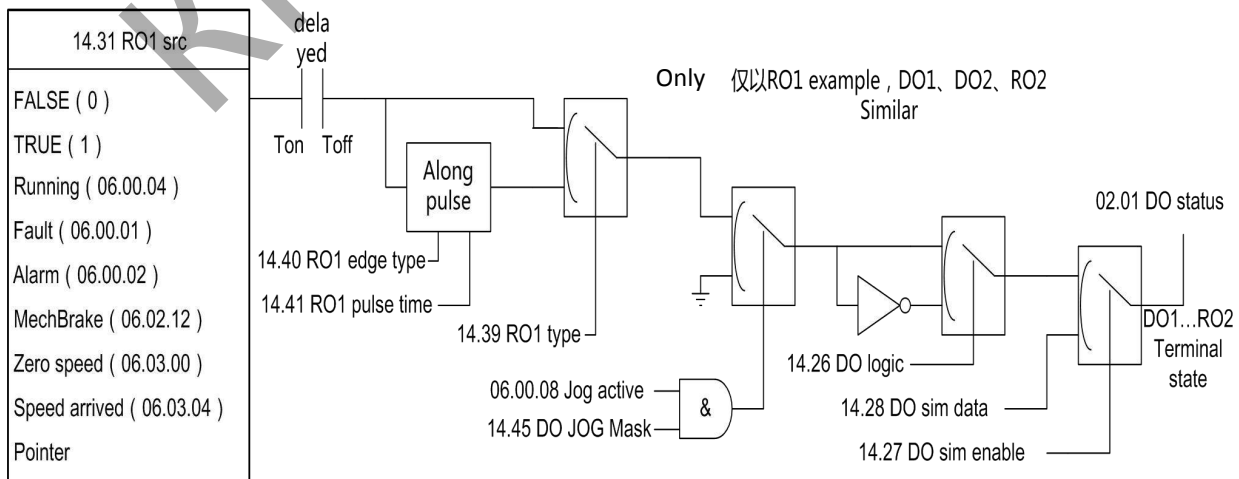 14.31 RO1 src
FALSE ( 0 )
TRUE ( 1 )
Running ( 06.00.04 )
Fault ( 06.00.01 )
Alarm ( 06.00.02 )
MechBrake ( 06.02.12 )
Zero speed ( 06.03.00 )
Speed arrived ( 06.03.04 )
Pointer
dela
yed
Ton Toff
Along
pulse
14.40 RO1 edge type
14.41 RO1 pulse time
14.39 RO1 type
Only 仅以RO1 example , DO1、DO2、RO2
Similar
06.00.08 Jog active
14.45 DO JOG Mask
&
14.26 DO logic
14.28 DO sim data
14.27 DO sim enable
02.01 DO status
DO1...RO2
Terminal
state